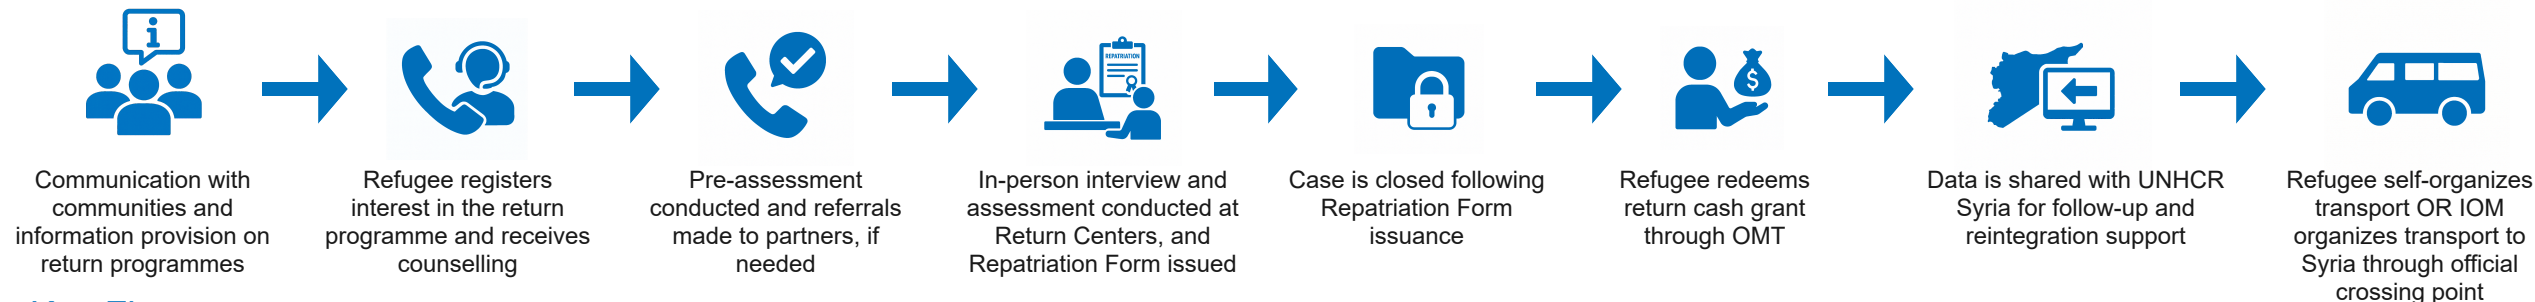 REPATRIATION
Communication with
communities and
information provision on
return programmes
Refugee registers
interest in the return
programme and receives
counselling
Pre-assessment
conducted and referrals
made to partners, if
needed
In-person interview and
assessment conducted at
Return Centers, and
Repatriation Form issued
Case is closed following
Repatriation Form
issuance
Refugee redeems
return cash grant
through OMT
Data is shared with UNHCR
Syria for follow-up and
reintegration support
Refugee self-organizes
transport OR IOM
organizes transport to
Syria through official
crossing point